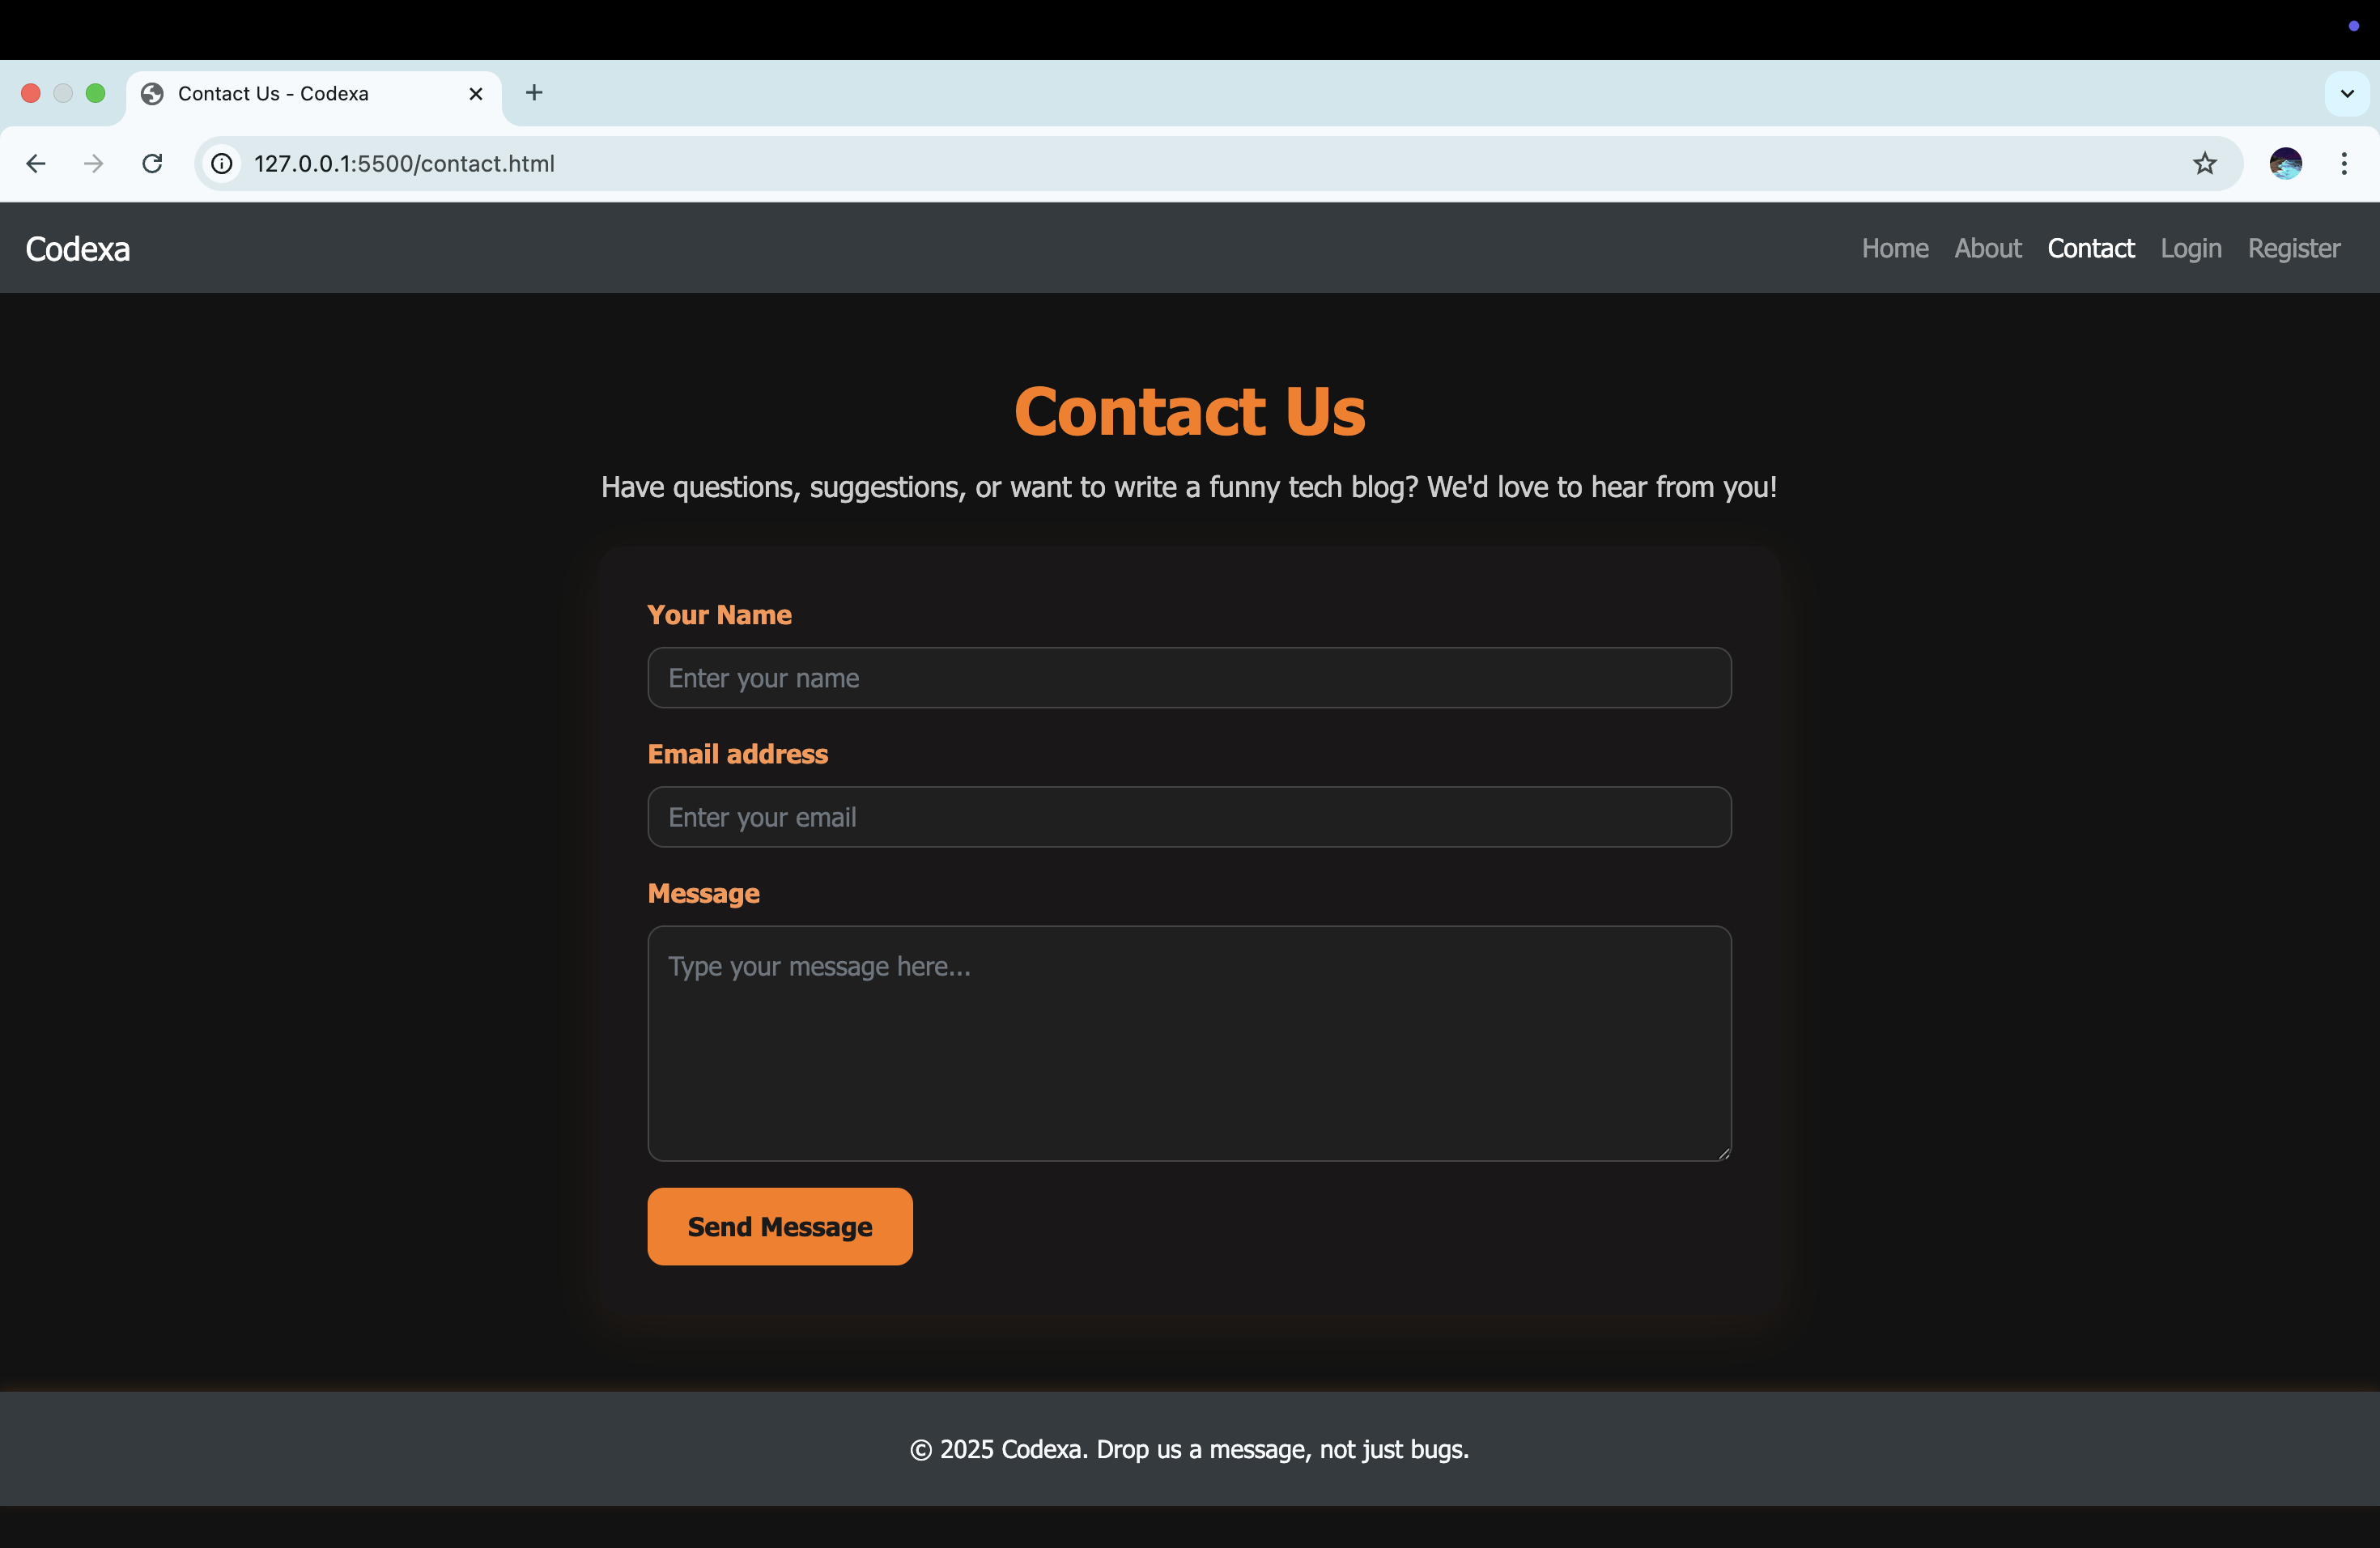 Contact Us - Codexa
127.0.0.1:5500/contact.html
Codexa
Home About Contact Login Register
Contact Us
Have questions, suggestions, or want to write a funny tech blog? We'd love to hear from you!
Your Name
Enter your name
Email address
Enter your email
Message
Type your message here...
Send Message
© 2025 Codexa. Drop us a message, not just bugs.